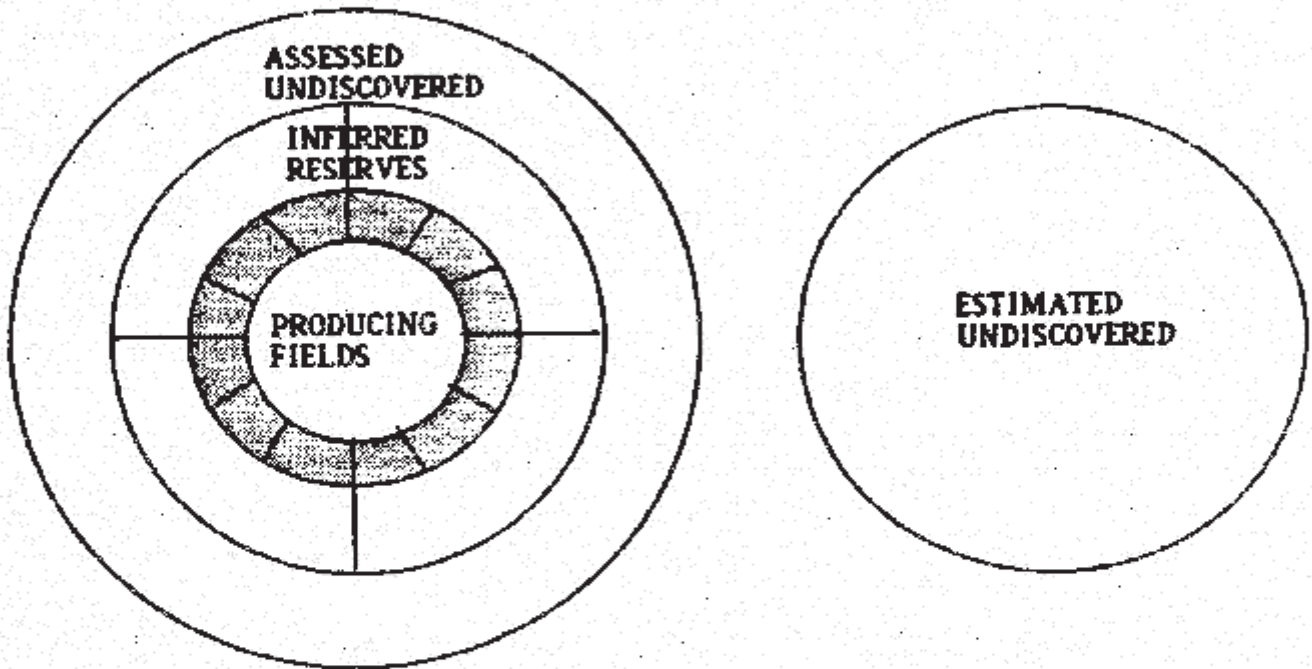 ASSESSED
UNDISCOVERED
INFERRED
RESERVES
PRODUCING
FIELDS
ESTIMATED
UNDISCOVERED